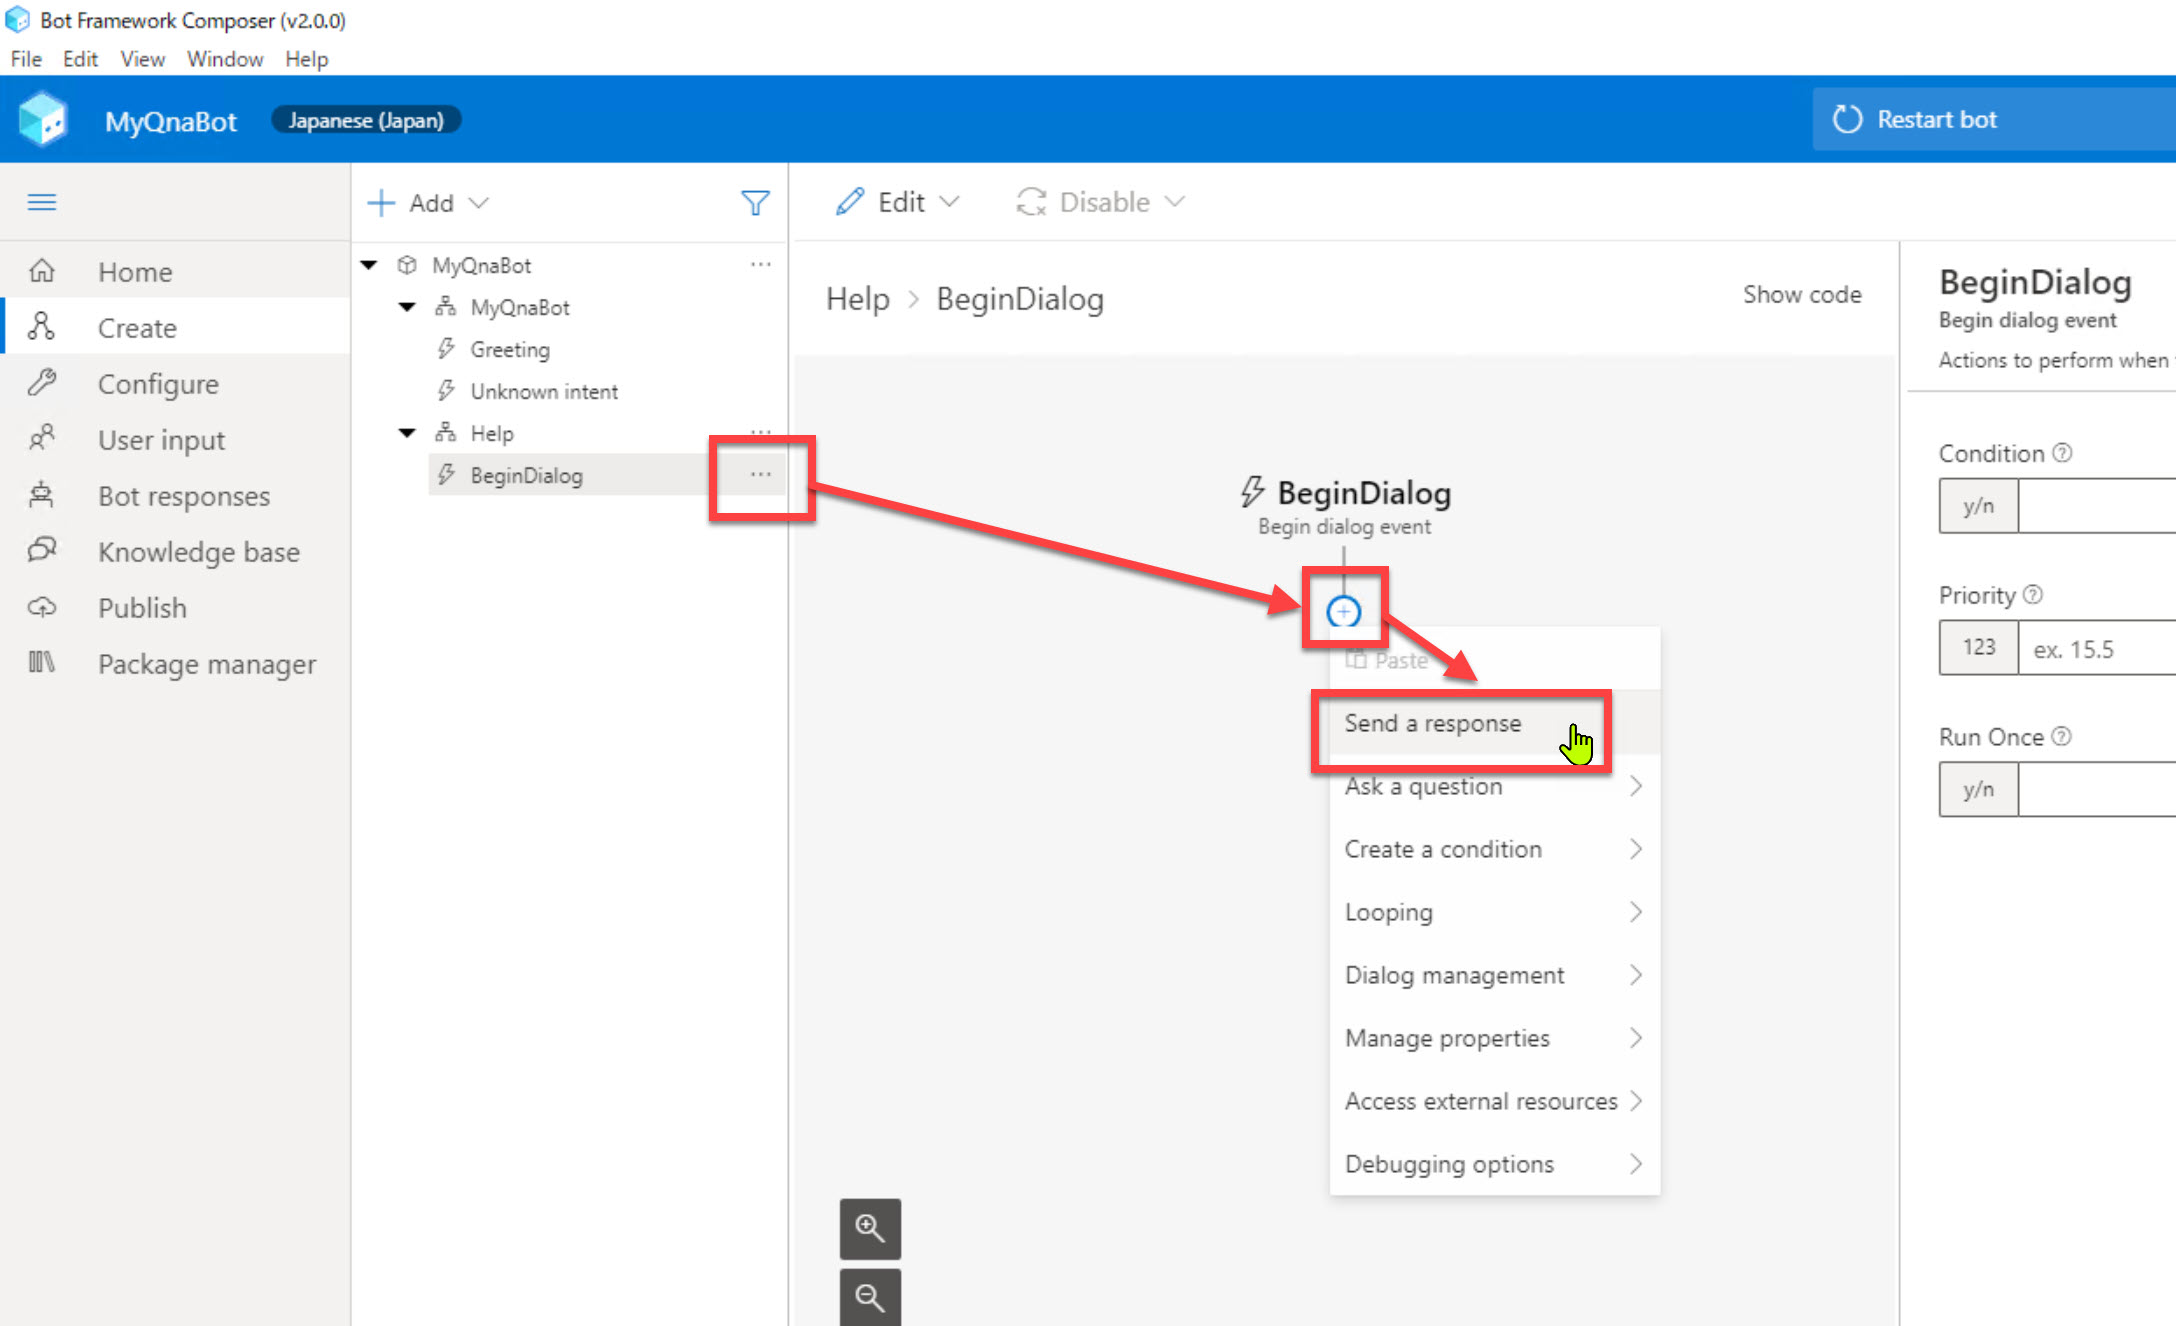 Bot Framework Composer (v2.0.0)
File Edit View Window Help
MyQnaBot
Japanese (Japan)
Restart bot
Home
Create
Configure
User input
Bot responses
Knowledge base
Publish
Package manager
Add
MyQnaBot
MyQnaBot
Greeting
Unknown intent
Help
BeginDialog
Edit
Disable
Help > BeginDialog
Show code
BeginDialog
Begin dialog event
Paste
Send a response
Ask a question
Create a condition
Looping
Dialog management
Manage properties
Access external resources
Debugging options
BeginDialog
Begin dialog event
Actions to perform when
Condition
y/n
Priority
123
ex. 15.5
Run Once
y/n